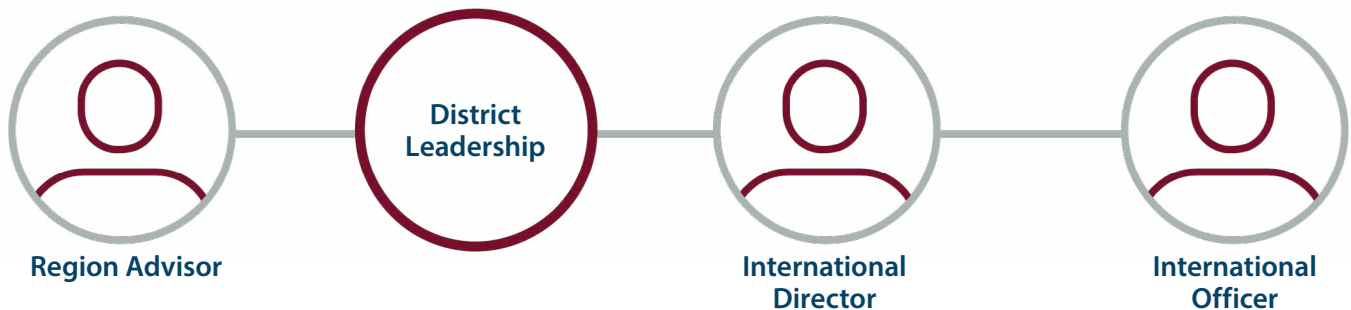 District
Leadership
Region Advisor
International
Director
International
Officer